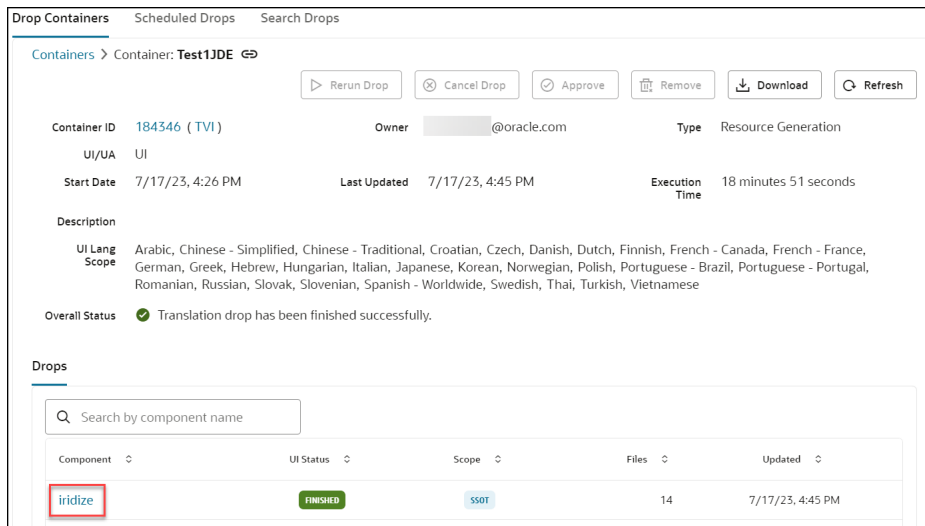 Drop Containers Scheduled Drops Search Drops
Containers > Container: Test1JDE
Rerun Drop Cancel Drop Approve Remove Download Refresh
Container ID 184346 ( TVI ) Owner @oracle.com Type Resource Generation
UI/UA UI
Start Date 7/17/23, 4:26 PM Last Updated 7/17/23, 4:45 PM Execution Time 18 minutes 51 seconds
Description
UI Lang Scope Arabic, Chinese - Simplified, Chinese - Traditional, Croatian, Czech, Danish, Dutch, Finnish, French - Canada, French - France,
German, Greek, Hebrew, Hungarian, Italian, Japanese, Korean, Norwegian, Polish, Portuguese - Brazil, Portuguese - Portugal,
Romanian, Russian, Slovak, Slovenian, Spanish - Worldwide, Swedish, Thai, Turkish, Vietnamese
Overall Status Translation drop has been finished successfully.
Drops
Search by component name
Component UI Status Scope Files Updated
iridize FINISHED SSOT 14 7/17/23, 4:45 PM